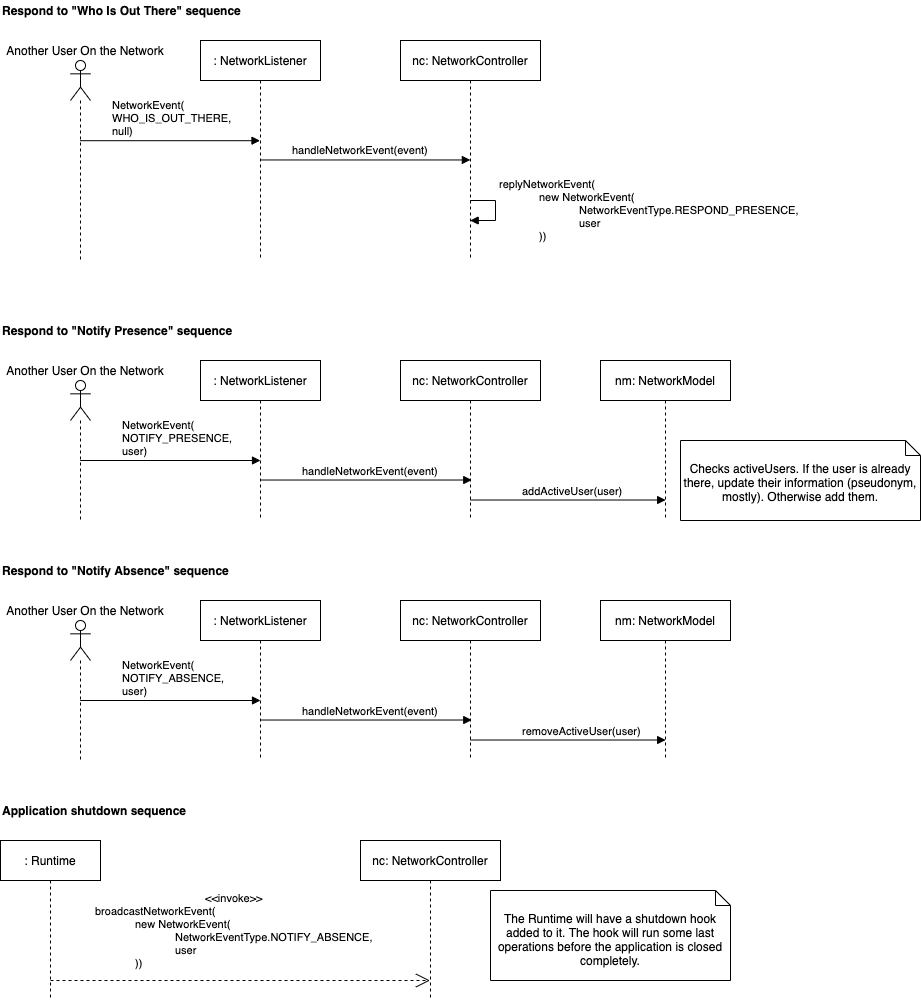 Respond to "Who Is Out There" sequence
Another User On the Network
: NetworkListener
nc: NetworkController
NetworkEvent(
WHO_IS_OUT_THERE,
null)
handleNetworkEvent(event)
replyNetworkEvent(
new NetworkEvent(
NetworkEventType.RESPOND_PRESENCE,
user
))
Respond to "Notify Presence" sequence
Another User On the Network
: NetworkListener
nc: NetworkController
nm: NetworkModel
NetworkEvent(
NOTIFY_PRESENCE,
user)
handleNetworkEvent(event)
addActiveUser(user)
Checks activeUsers. If the user is already
there, update their information (pseudonym,
mostly). Otherwise add them.
Respond to "Notify Absence" sequence
Another User On the Network
: NetworkListener
nc: NetworkController
nm: NetworkModel
NetworkEvent(
NOTIFY_ABSENCE,
user)
handleNetworkEvent(event)
removeActiveUser(user)
Application shutdown sequence
: Runtime
nc: NetworkController
<<invoke>>
broadcastNetworkEvent(
new NetworkEvent(
NetworkEventType.NOTIFY_ABSENCE,
user
))
The Runtime will have a shutdown hook
added to it. The hook will run some last
operations before the application is closed
completely.